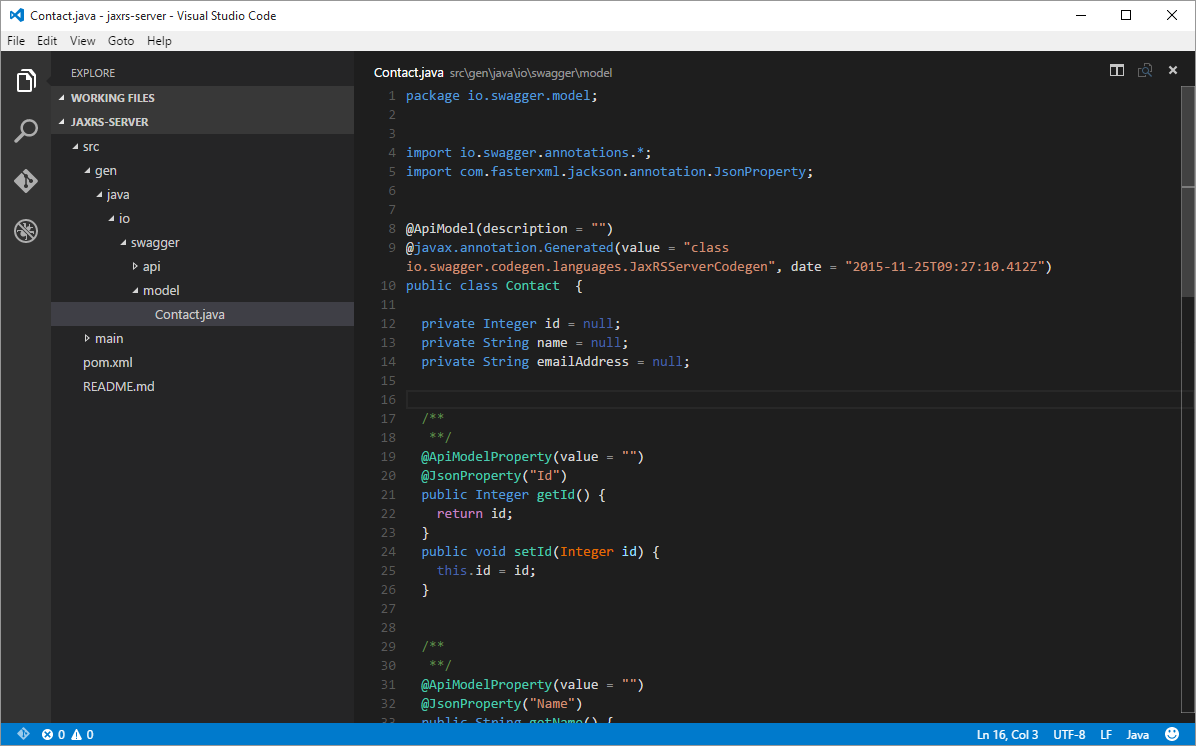 Contact.java - jaxrs-server - Visual Studio Code
File Edit View Goto Help
EXPLORE
WORKING FILES
JAXRS-SERVER
src
gen
java
io
swagger
api
model
Contact.java
main
pom.xml
README.md
Contact.java src\gen\java\io\swagger\model
1 package io.swagger.model;
2
3
4 import io.swagger.annotations.*;
5 import com.fasterxml.jackson.annotation.JsonProperty;
6
7
8 @ApiModel(description = "")
9 @javax.annotation.Generated(value = "class
io.swagger.codegen.languages.JaxRSServerCodegen", date = "2015-11-25T09:27:10.412Z")
10 public class Contact  {
11
12   private Integer id = null;
13   private String name = null;
14   private String emailAddress = null;
15
16
17   /**
18    **/
19   @ApiModelProperty(value = "")
20   @JsonProperty("Id")
21   public Integer getId() {
22     return id;
23   }
24   public void setId(Integer id) {
25     this.id = id;
26   }
27
28
29   /**
30    **/
31   @ApiModelProperty(value = "")
32   @JsonProperty("Name")
33   public String getName() {
0 0 Ln 16, Col 3 UTF-8 LF Java